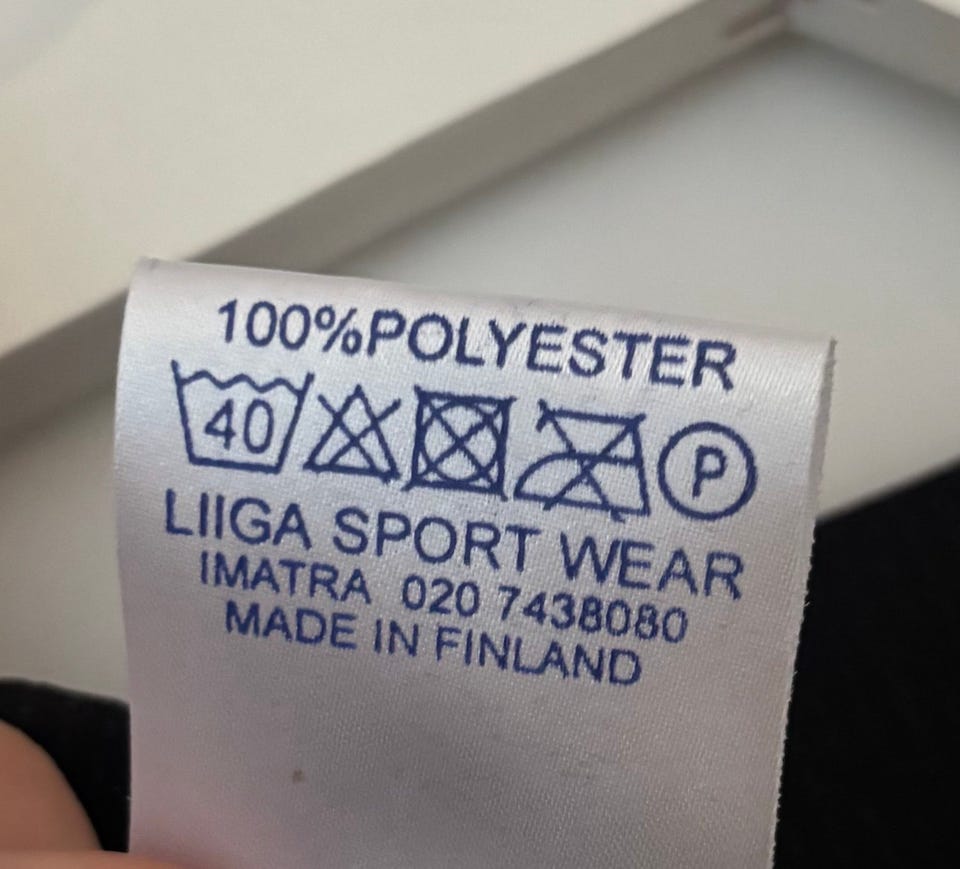 100%POLYESTER
40 P
LIIGA SPORT WEAR
IMATRA 020 7438080
MADE IN FINLAND